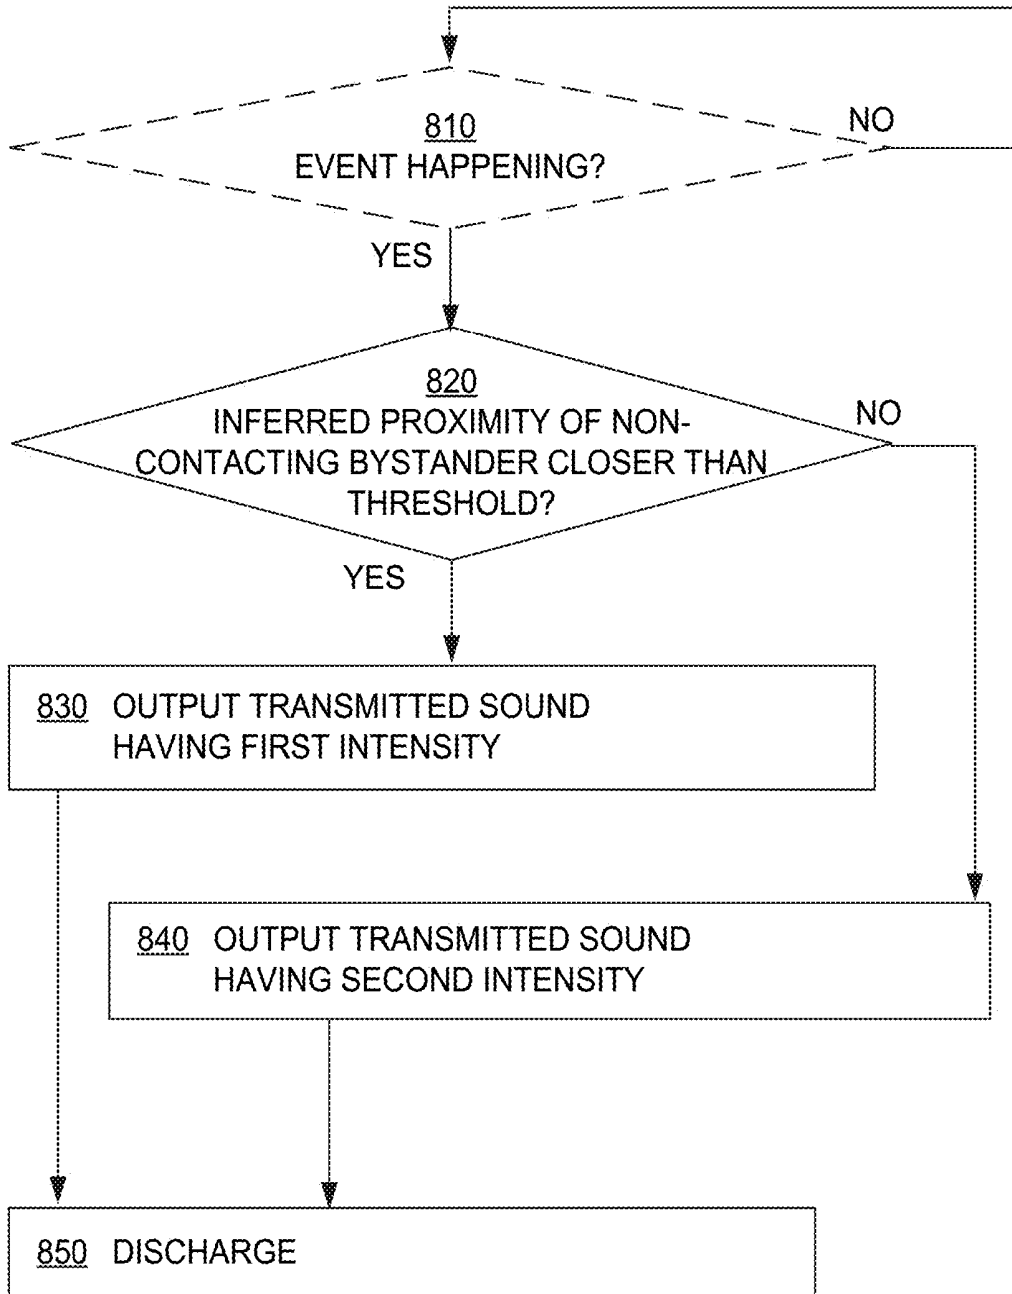 810
EVENT HAPPENING?
NO
YES
820
INFERRED PROXIMITY OF NON-
CONTACTING BYSTANDER CLOSER THAN
THRESHOLD?
NO
YES
830 OUTPUT TRANSMITTED SOUND
HAVING FIRST INTENSITY
840 OUTPUT TRANSMITTED SOUND
HAVING SECOND INTENSITY
850 DISCHARGE